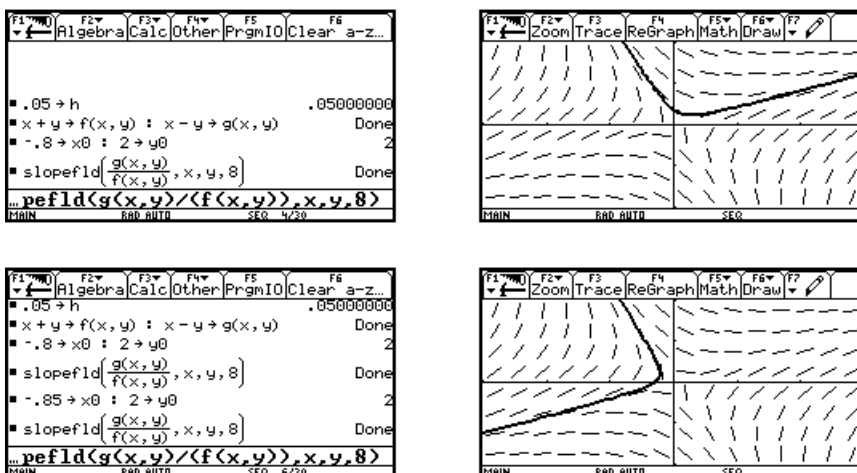 F1 F2 F3 F4 F5 F6
Algebra Calc Other PrgmIO Clear a-z…
.05 → h .05000000
x + y → f(x, y) : x - y → g(x, y) Done
-.8 → x0 : 2 → y0 2
slopefld(g(x, y)/f(x, y), x, y, 8) Done
…pefld(g(x,y)/(f(x,y)),x,y,8)
MAIN RAD AUTO SEQ 4/30
F1 F2 F3 F4 F5 F6 F7
Zoom Trace ReGraph Math Draw
MAIN RAD AUTO SEQ
F1 F2 F3 F4 F5 F6
Algebra Calc Other PrgmIO Clear a-z…
.05 → h .05000000
x + y → f(x, y) : x - y → g(x, y) Done
-.8 → x0 : 2 → y0 2
slopefld(g(x, y)/f(x, y), x, y, 8) Done
-.85 → x0 : 2 → y0 2
slopefld(g(x, y)/f(x, y), x, y, 8) Done
…pefld(g(x,y)/(f(x,y)),x,y,8)
MAIN RAD AUTO SEQ 6/30
F1 F2 F3 F4 F5 F6 F7
Zoom Trace ReGraph Math Draw
MAIN RAD AUTO SEQ